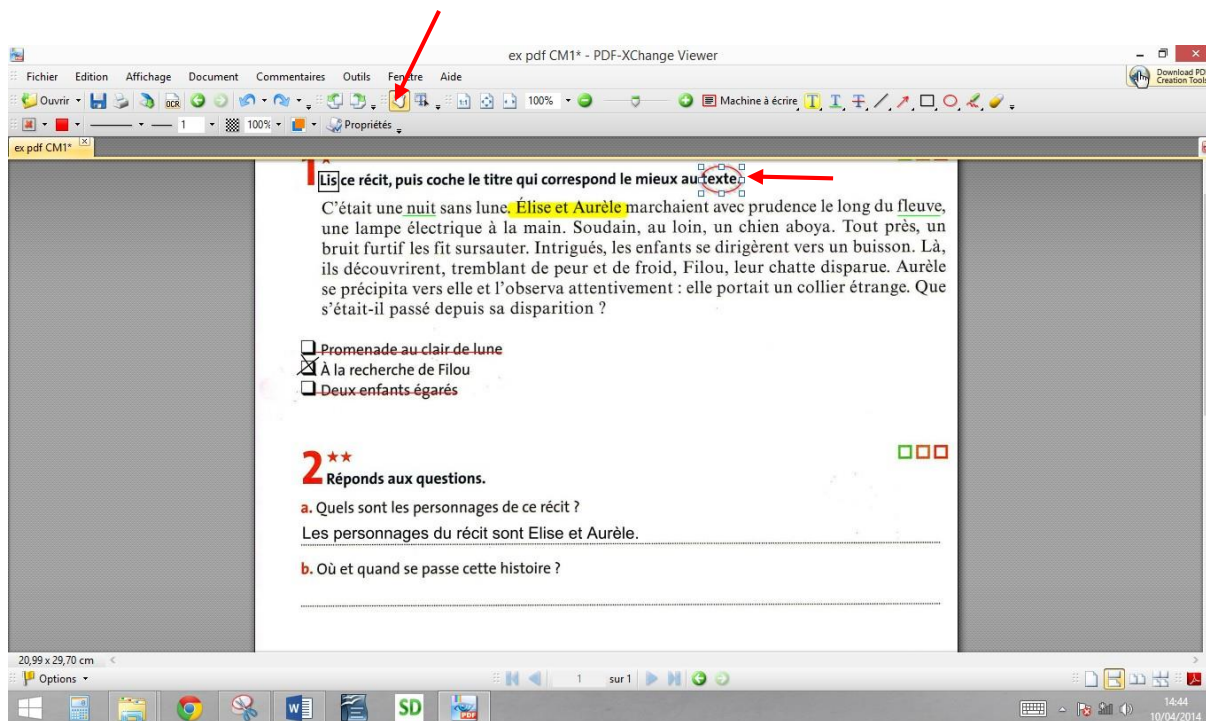 ex pdf CM1* - PDF-XChange Viewer
Fichier Edition Affichage Document Commentaires Outils Fenêtre Aide
Download PD
Creation Tools
Ouvrir OCR 100% Machine à écrire T T T
1 100% Propriétés
ex pdf CM1*
1 Lis ce récit, puis coche le titre qui correspond le mieux au texte.
C'était une nuit sans lune. Élise et Aurèle marchaient avec prudence le long du fleuve,
une lampe électrique à la main. Soudain, au loin, un chien aboya. Tout près, un
bruit furtif les fit sursauter. Intrigués, les enfants se dirigèrent vers un buisson. Là,
ils découvrirent, tremblant de peur et de froid, Filou, leur chatte disparue. Aurèle
se précipita vers elle et l'observa attentivement : elle portait un collier étrange. Que
s'était-il passé depuis sa disparition ?
Promenade au clair de lune
À la recherche de Filou
Deux enfants égarés
2
Réponds aux questions.
a. Quels sont les personnages de ce récit ?
Les personnages du récit sont Elise et Aurèle.
b. Où et quand se passe cette histoire ?
20,99 x 29,70 cm
Options 1 sur 1
SD PDF 14:44
10/04/2014